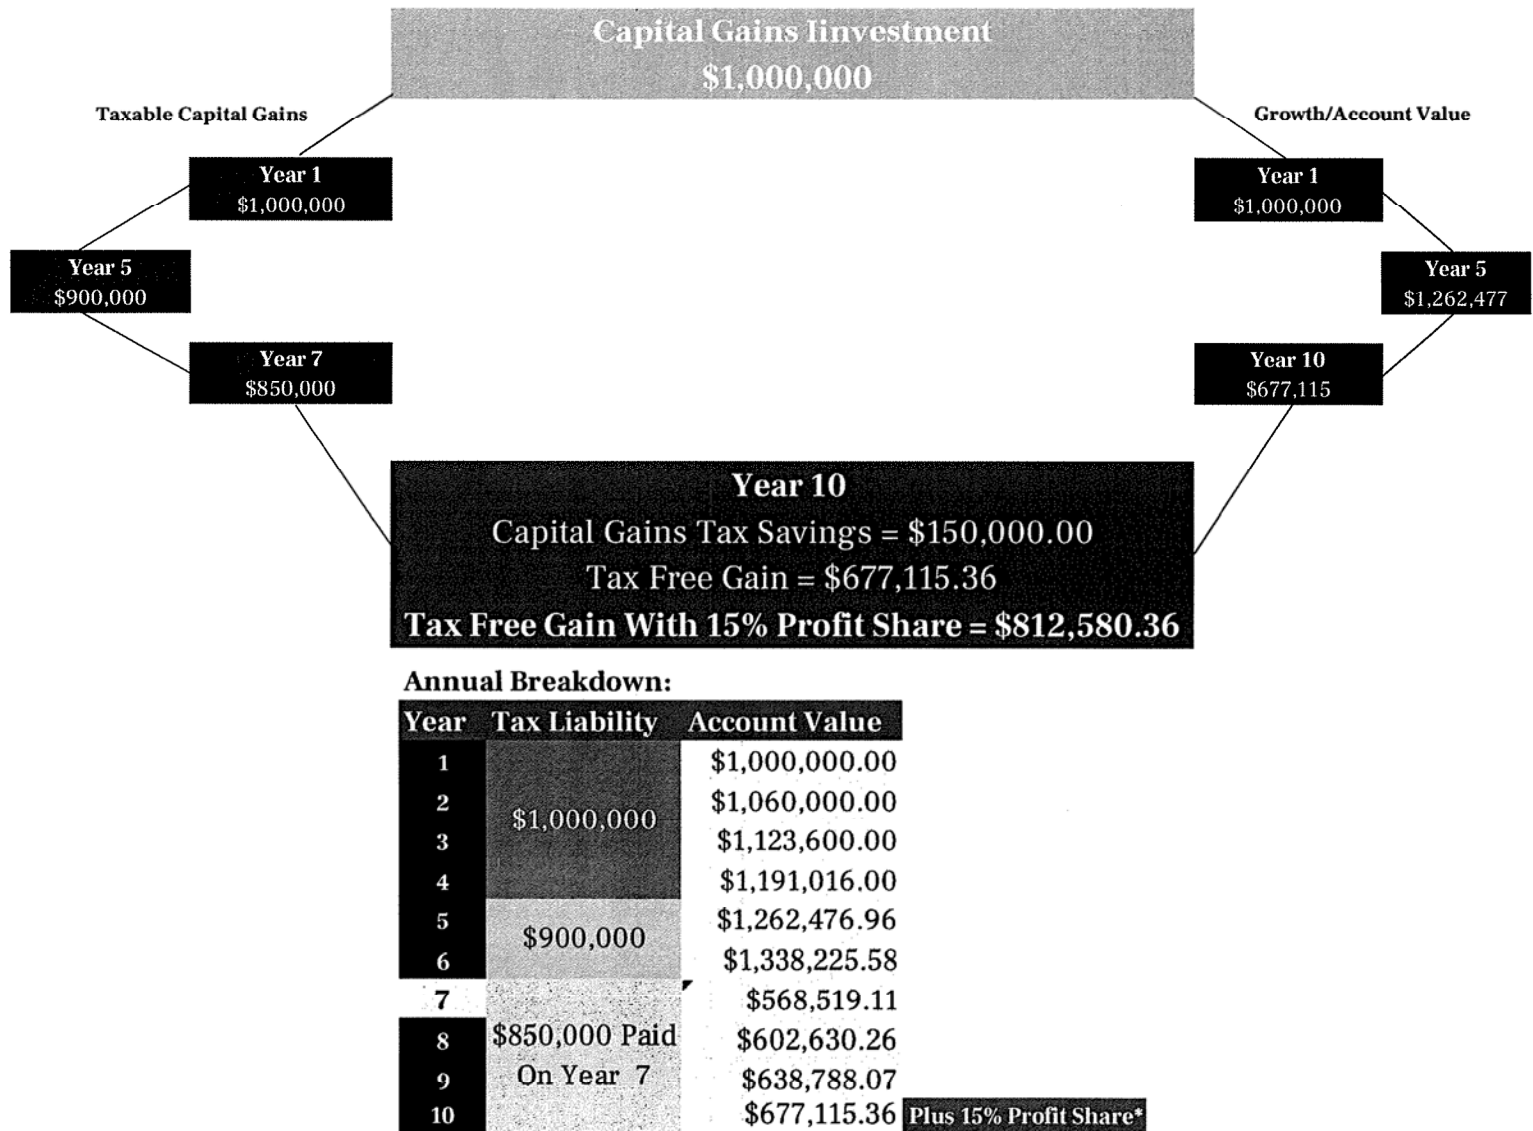 Capital Gains Iinvestment
$1,000,000
Taxable Capital Gains
Growth/Account Value
Year 1
$1,000,000
Year 1
$1,000,000
Year 5
$900,000
Year 5
$1,262,477
Year 7
$850,000
Year 10
$677,115
Year 10
Capital Gains Tax Savings = $150,000.00
Tax Free Gain = $677,115.36
Tax Free Gain With 15% Profit Share = $812,580.36
Annual Breakdown:
Year Tax Liability Account Value
1 $1,000,000.00
2 $1,060,000.00
$1,000,000
3 $1,123,600.00
4 $1,191,016.00
5 $1,262,476.96
$900,000
6 $1,338,225.58
7 $568,519.11
8 $850,000 Paid $602,630.26
9 On Year 7 $638,788.07
10 $677,115.36 Plus 15% Profit Share*